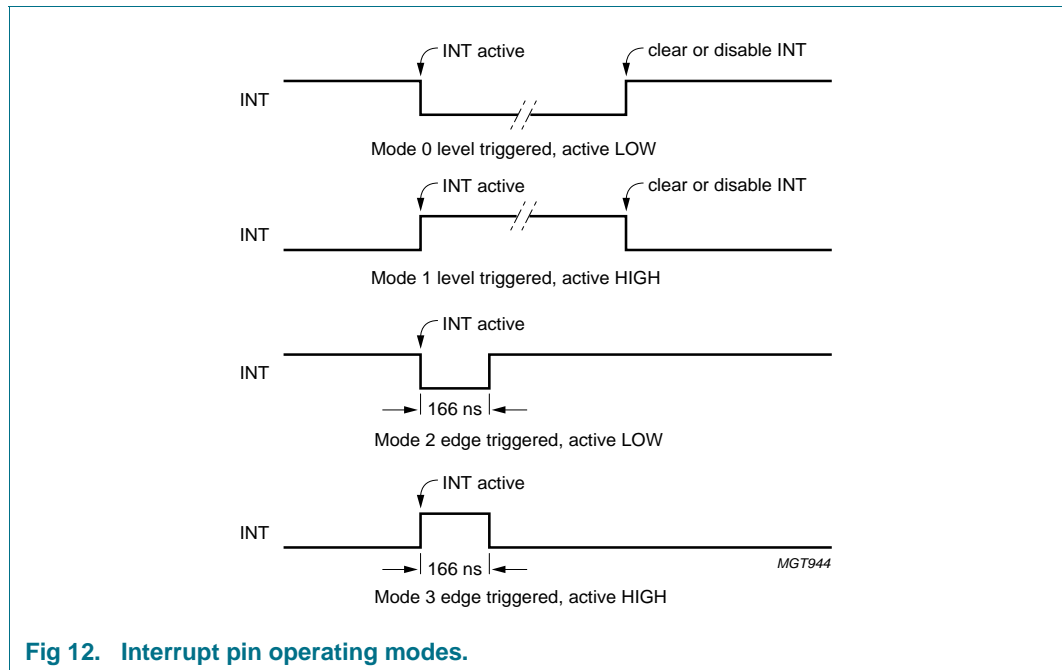 INT active
clear or disable INT
INT
Mode 0 level triggered, active LOW
INT active
clear or disable INT
INT
Mode 1 level triggered, active HIGH
INT active
INT
166 ns
Mode 2 edge triggered, active LOW
INT active
INT
166 ns
MGT944
Mode 3 edge triggered, active HIGH
Fig 12. Interrupt pin operating modes.